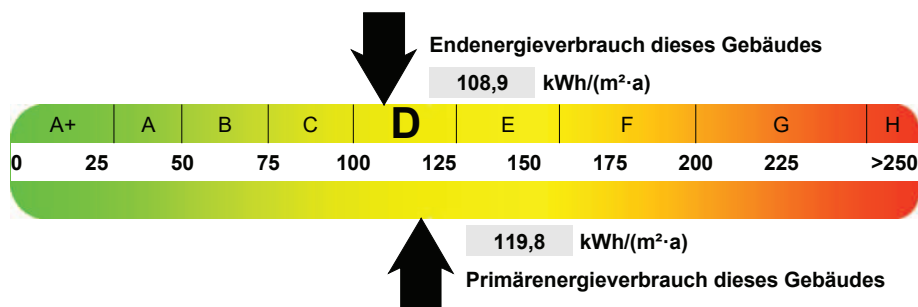 Endenergieverbrauch dieses Gebäudes
108,9 kWh/(m²·a)
A+ A B C D E F G H
0 25 50 75 100 125 150 175 200 225 >250
119,8 kWh/(m²·a)
Primärenergieverbrauch dieses Gebäudes